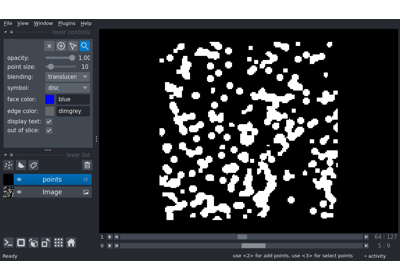 File View Window Plugins Help
layer controls
opacity: 1.00
point size: 10
blending: translucen
symbol: disc
face color: blue
edge color: dimgrey
display text:
out of slice:
layer list
points
Image
1 64 127
0 5 9
Ready use <2> for add points, use <3> for select points activity